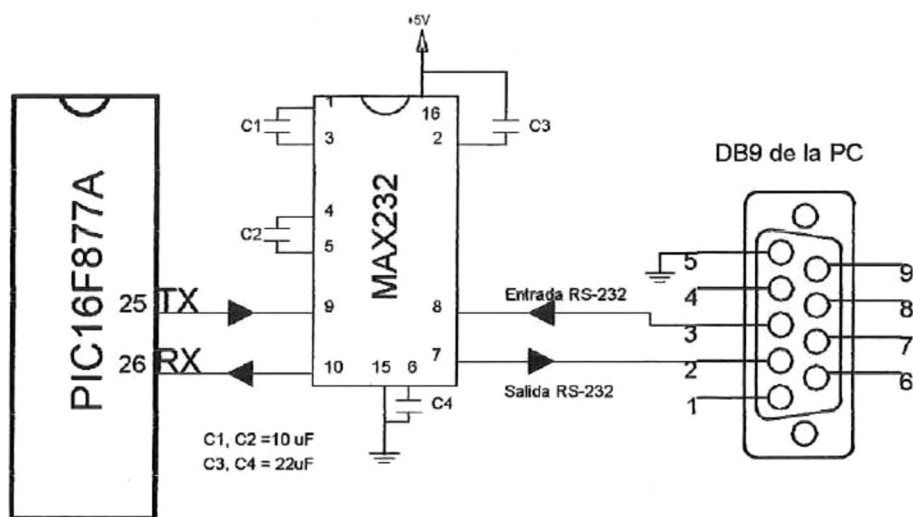 +5V
PIC16F877A
25 TX
26 RX
C1
C2
1
3
4
5
9
10
MAX232
16
2
8
7
15 6
C3
C4
C1, C2 =10 uF
C3, C4 = 22uF
Entrada RS-232
Salida RS-232
DB9 de la PC
5
4
3
2
1
9
8
7
6